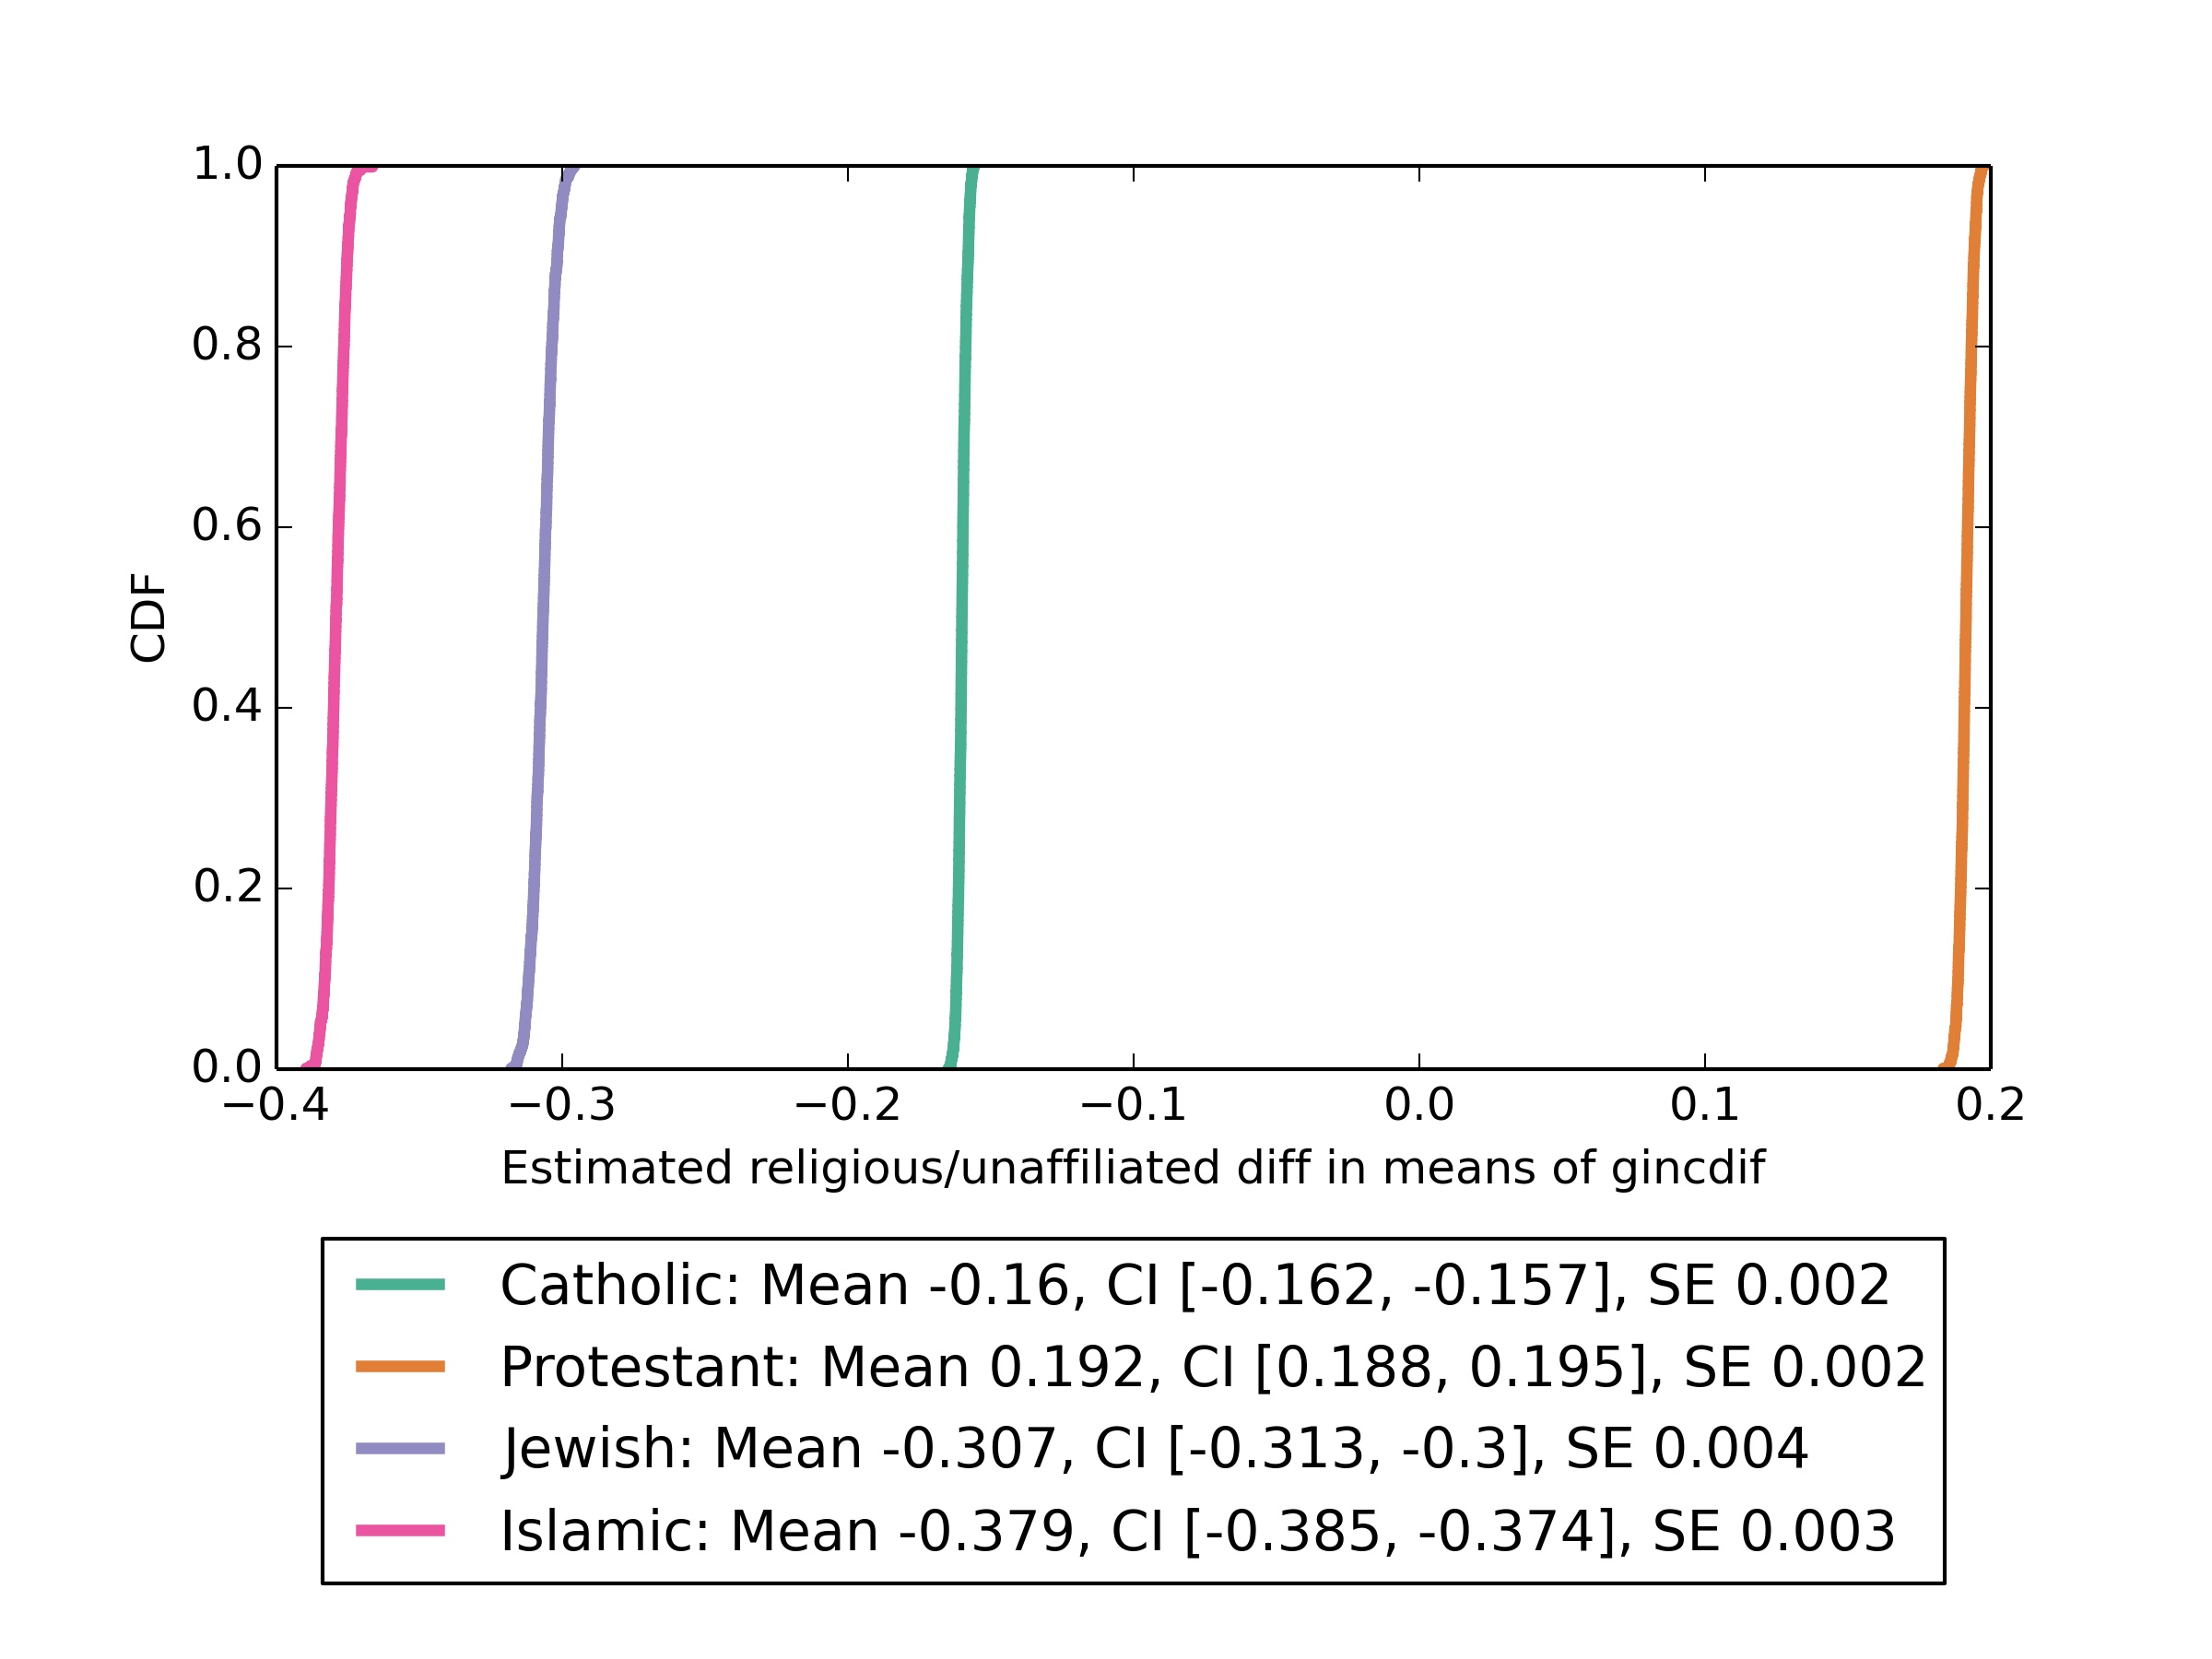 1.0
0.8
0.6
0.4
0.2
0.0
CDF
−0.4 −0.3 −0.2 −0.1 0.0 0.1 0.2
Estimated religious/unaffiliated diff in means of gincdif
Catholic: Mean -0.16, CI [-0.162, -0.157], SE 0.002
Protestant: Mean 0.192, CI [0.188, 0.195], SE 0.002
Jewish: Mean -0.307, CI [-0.313, -0.3], SE 0.004
Islamic: Mean -0.379, CI [-0.385, -0.374], SE 0.003